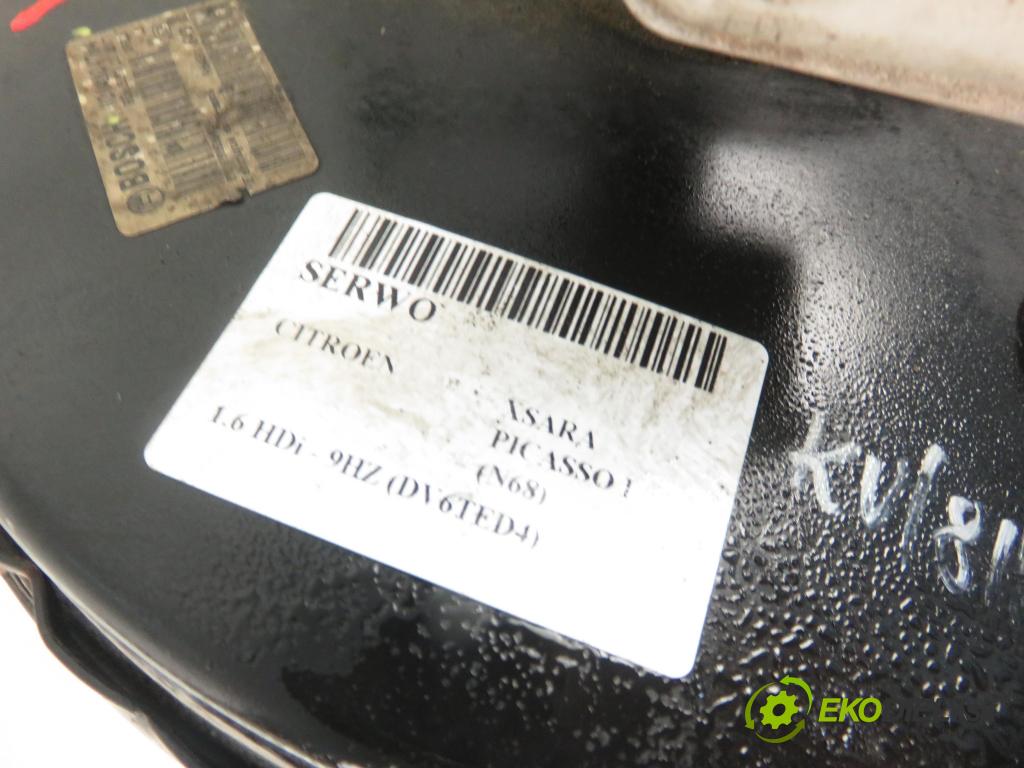 BOSCH
SERWO
CITROEN
XSARA
PICASSO I
(N68)
1.6 HDi - 9HZ (DV6TED4)
EKO